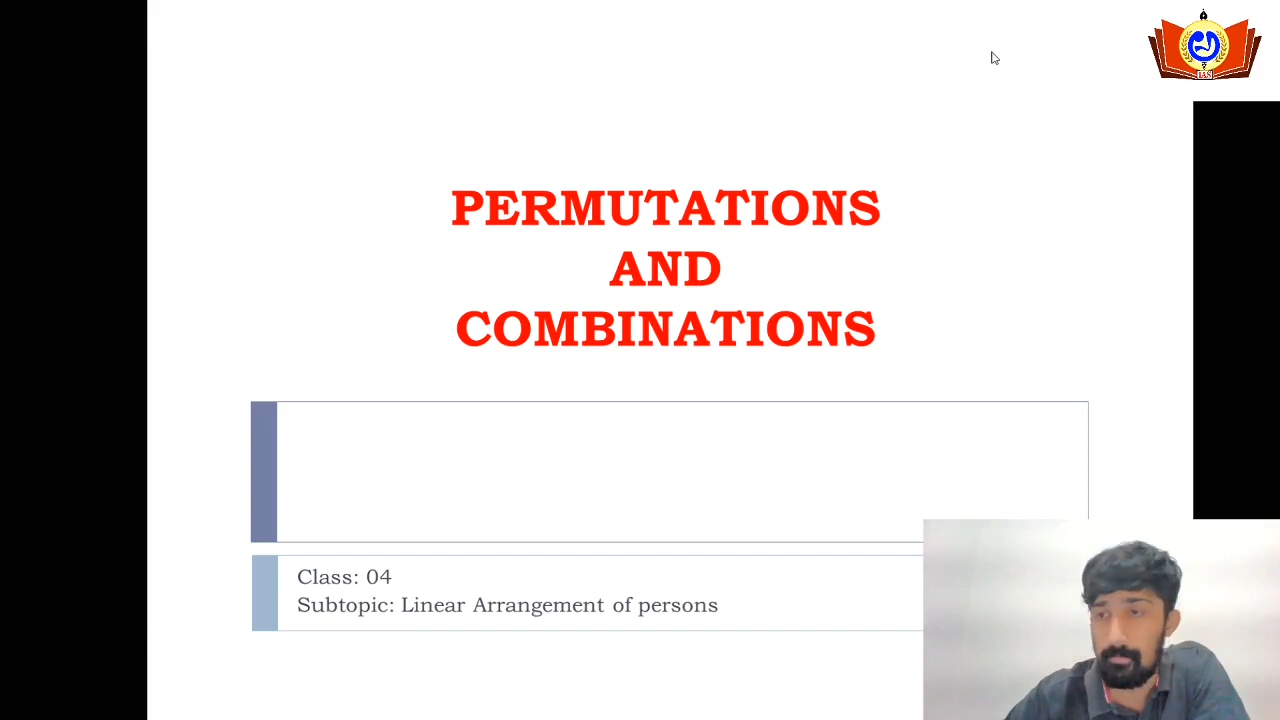 PERMUTATIONS
AND
COMBINATIONS
Class: 04
Subtopic: Linear Arrangement of persons